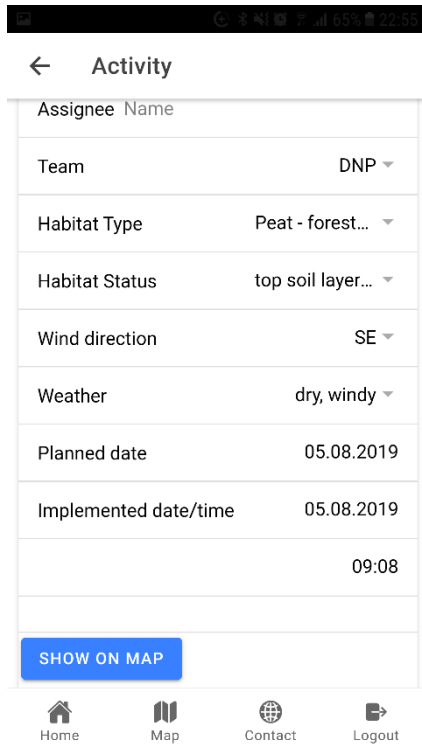 65% 22:55
Activity
Assignee Name
Team DNP
Habitat Type Peat - forest...
Habitat Status top soil layer...
Wind direction SE
Weather dry, windy
Planned date 05.08.2019
Implemented date/time 05.08.2019
09:08
SHOW ON MAP
Home Map Contact Logout